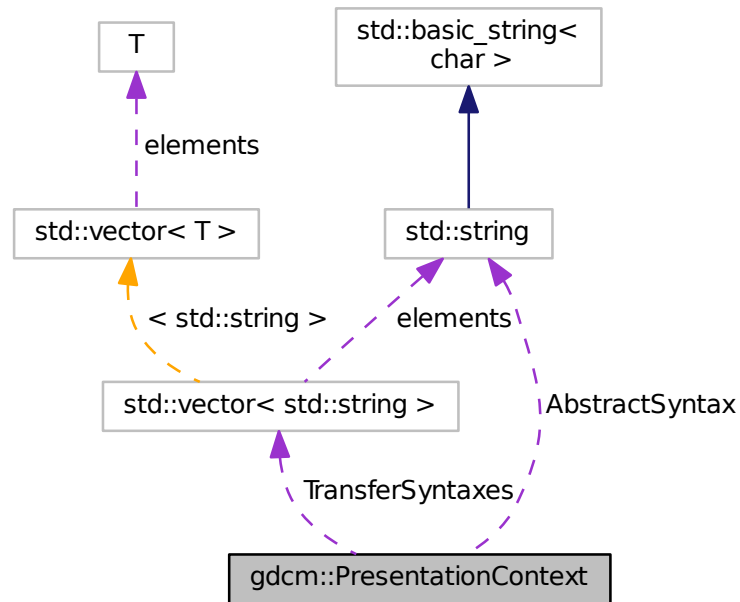 T
std::basic_string<
char >
elements
std::vector< T >
std::string
< std::string >
elements
std::vector< std::string >
AbstractSyntax
TransferSyntaxes
gdcm::PresentationContext